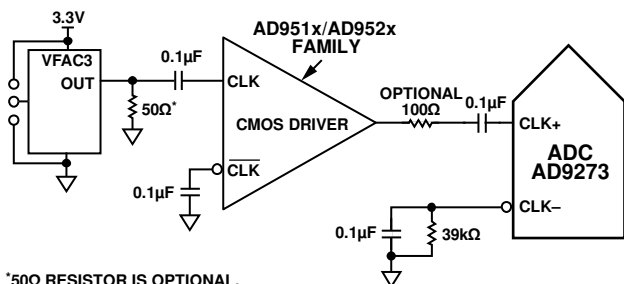 3.3V
VFAC3
OUT
0.1µF
50Ω*
AD951x/AD952x
FAMILY
CLK
CMOS DRIVER
CLK
0.1µF
OPTIONAL
100Ω
0.1µF
CLK+
ADC
AD9273
CLK–
0.1µF
39kΩ
*50Ω RESISTOR IS OPTIONAL.